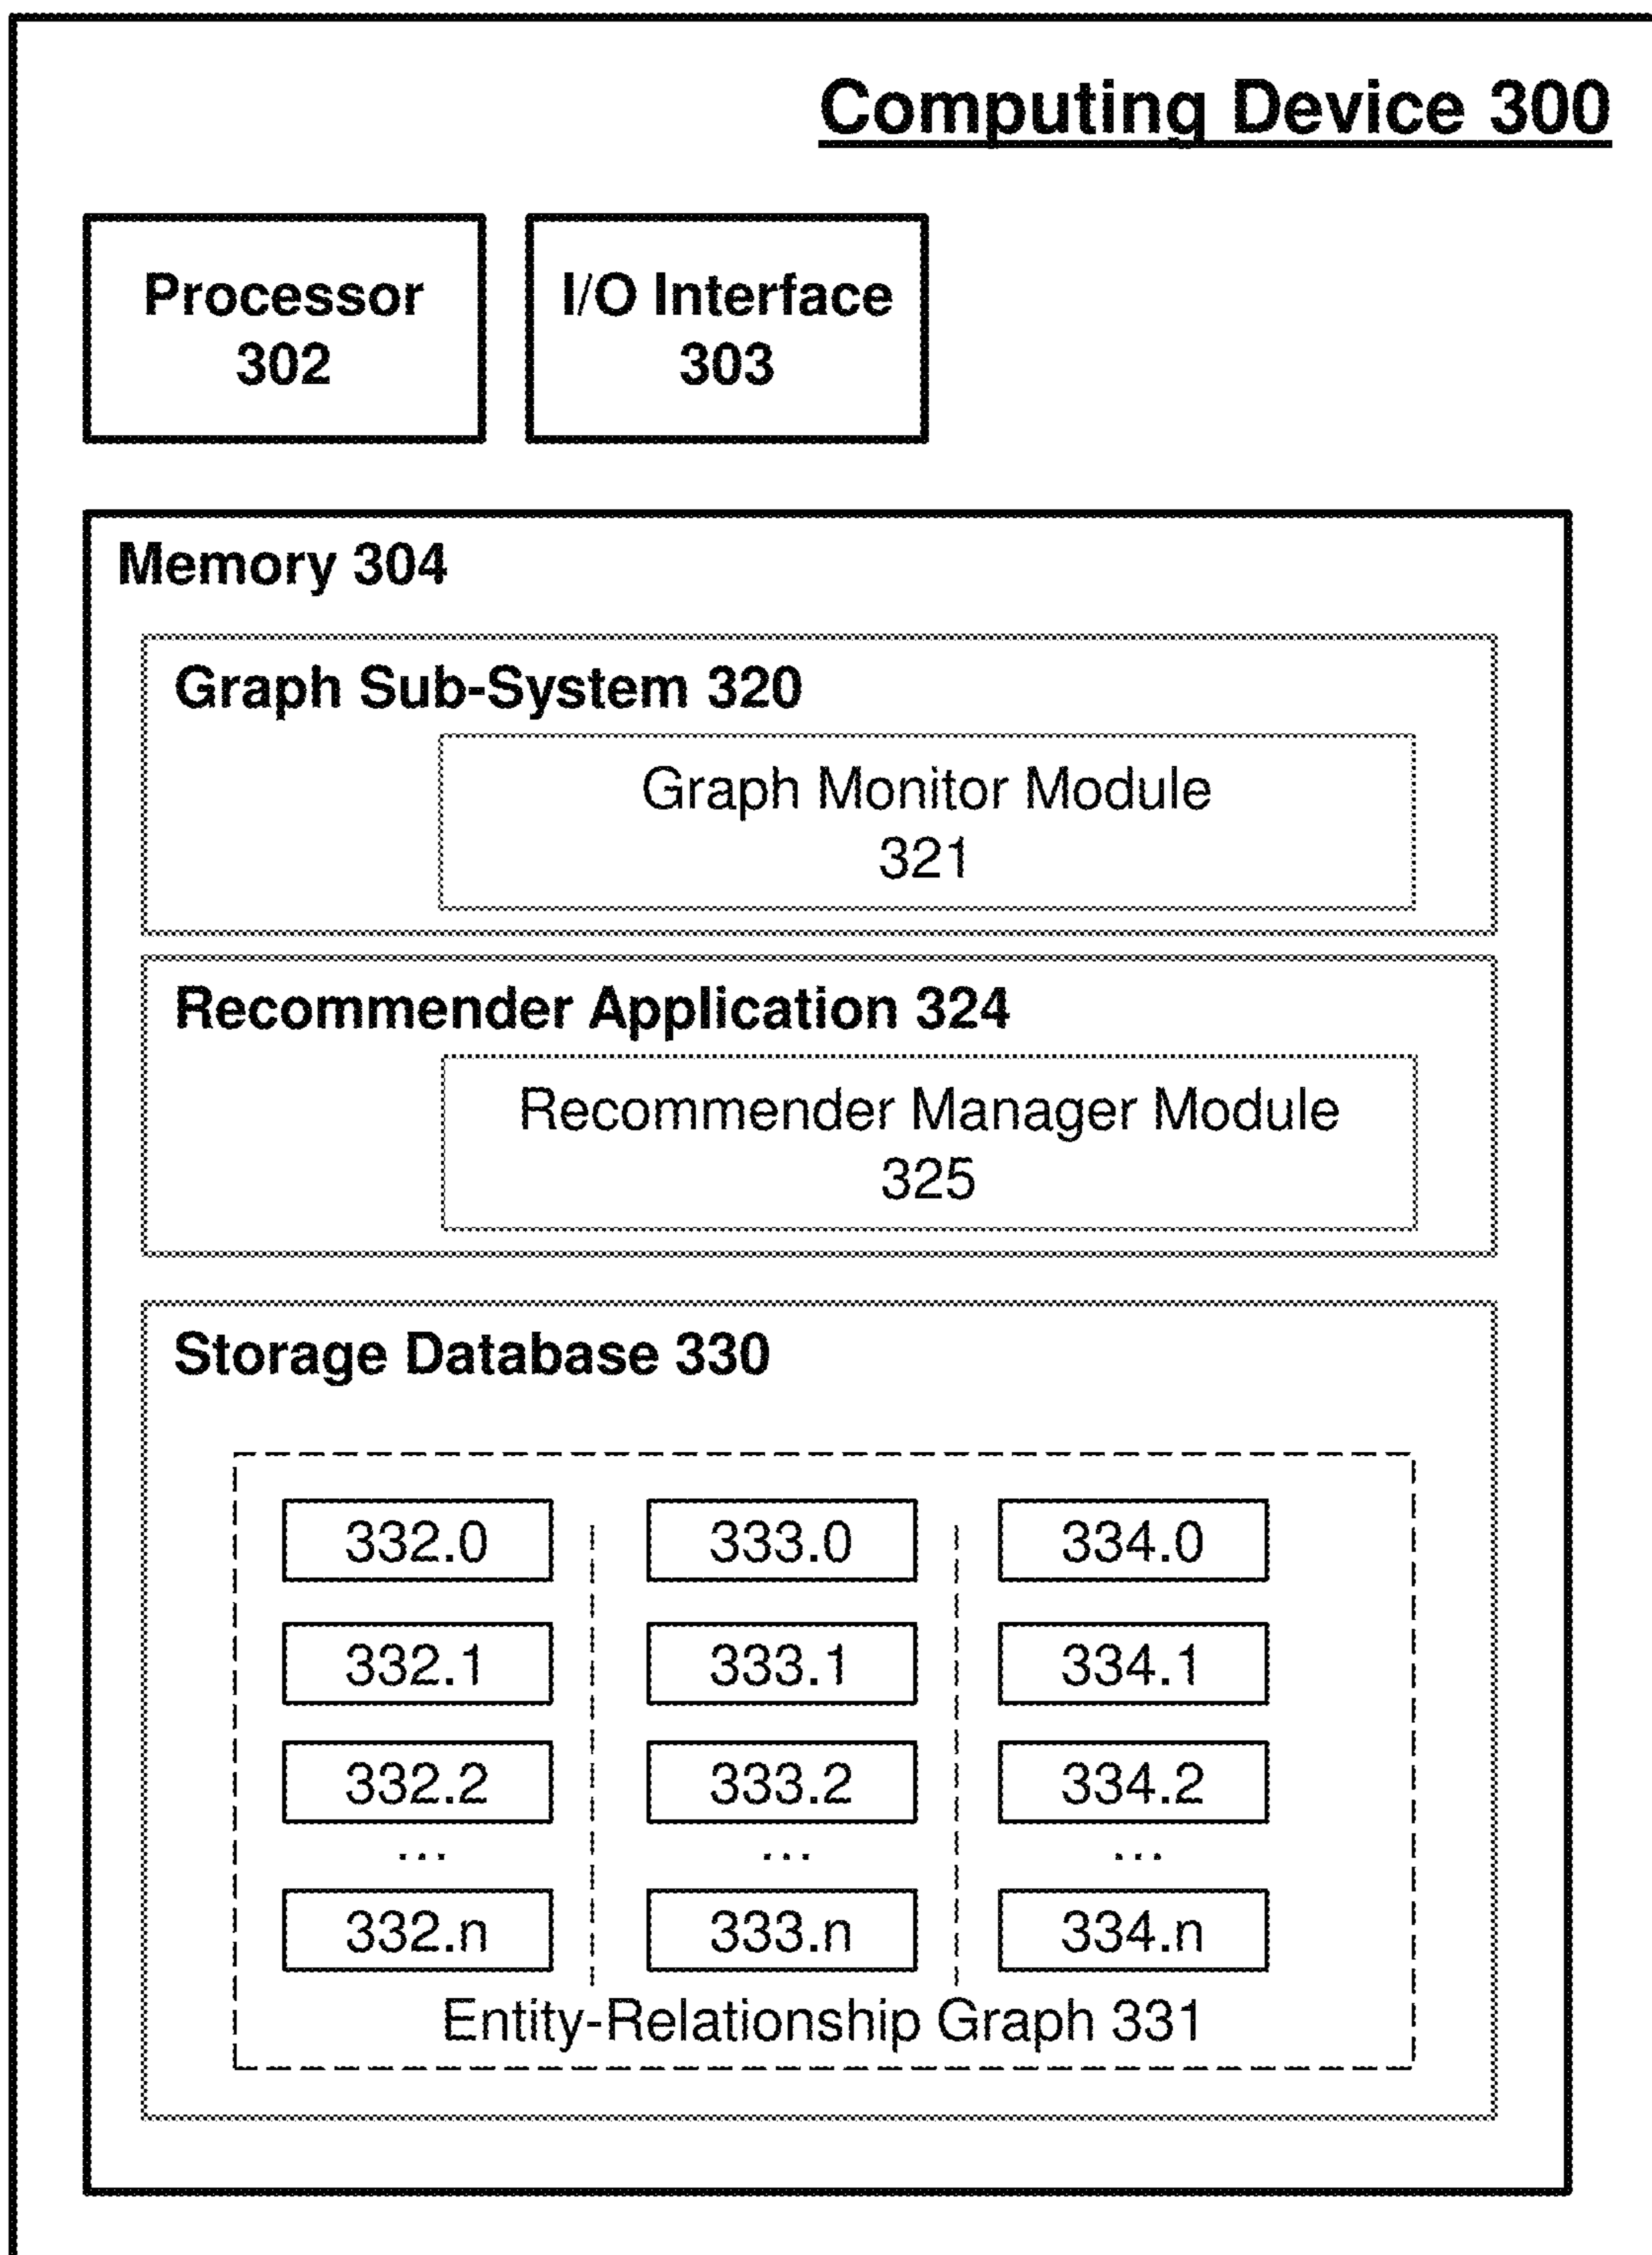 Computing Device 300
Processor
302
I/O Interface
303
Memory 304
Graph Sub-System 320
Graph Monitor Module
321
Recommender Application 324
Recommender Manager Module
325
Storage Database 330
332.0 333.0 334.0
332.1 333.1 334.1
332.2 333.2 334.2
... ... ...
332.n 333.n 334.n
Entity-Relationship Graph 331